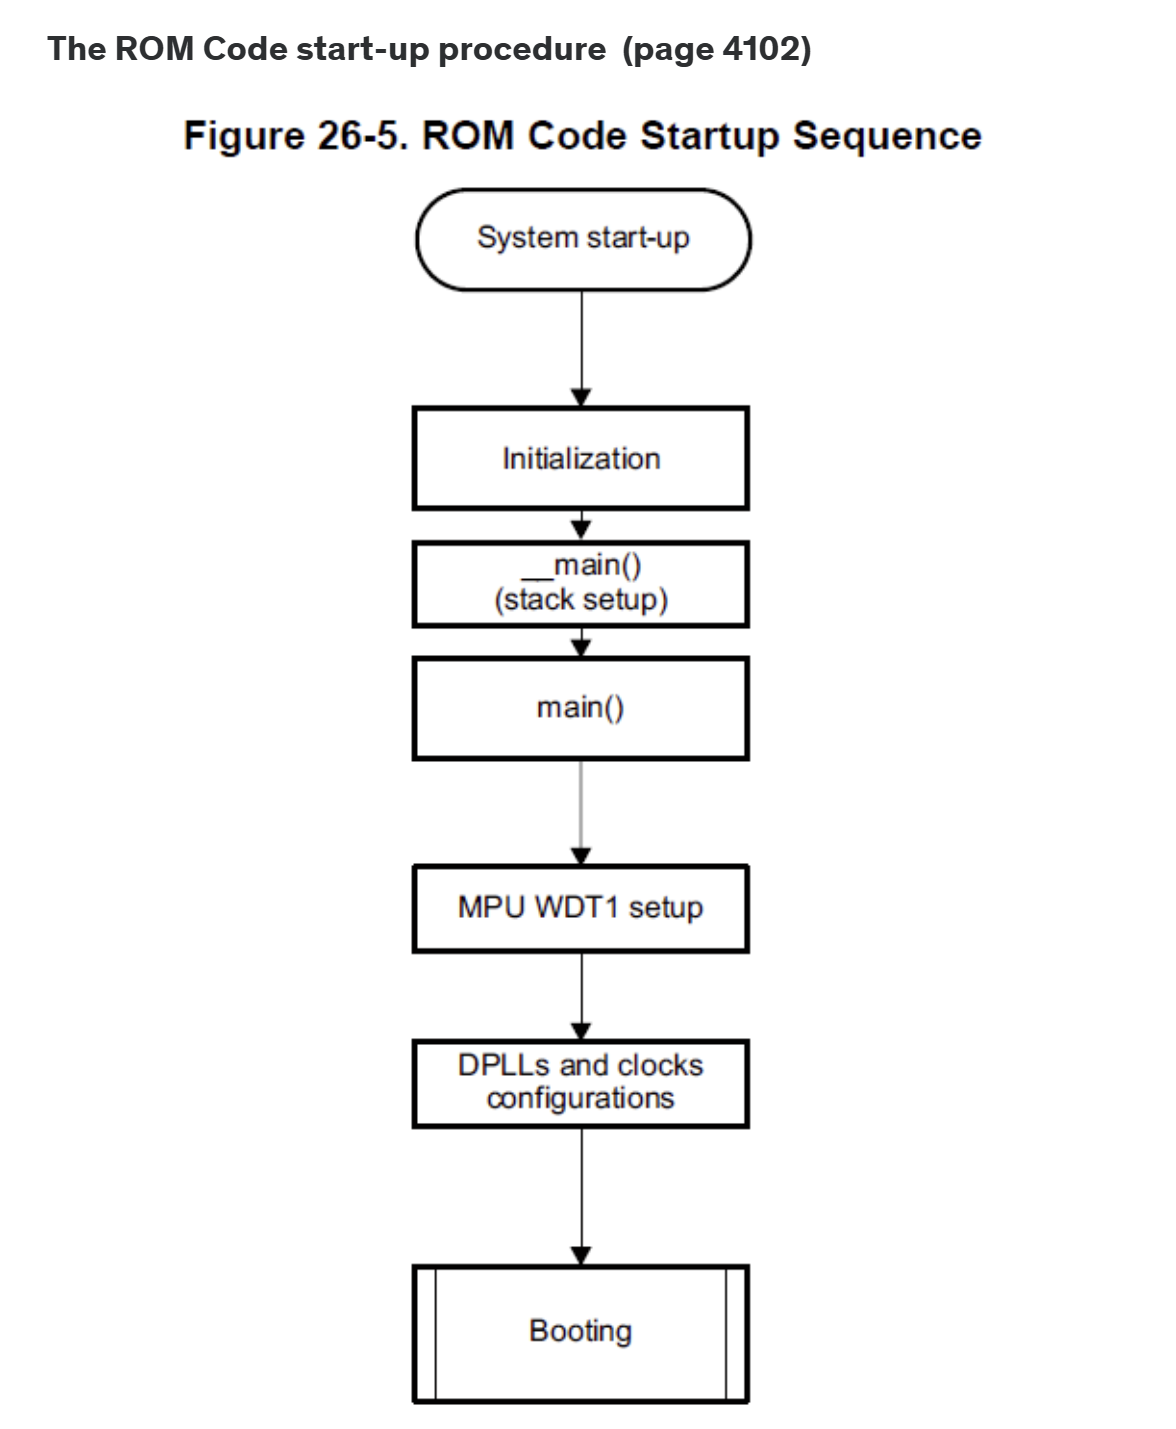 The ROM Code start-up procedure (page 4102)
Figure 26-5. ROM Code Startup Sequence
System start-up
Initialization
__main()
(stack setup)
main()
MPU WDT1 setup
DPLLs and clocks
configurations
Booting